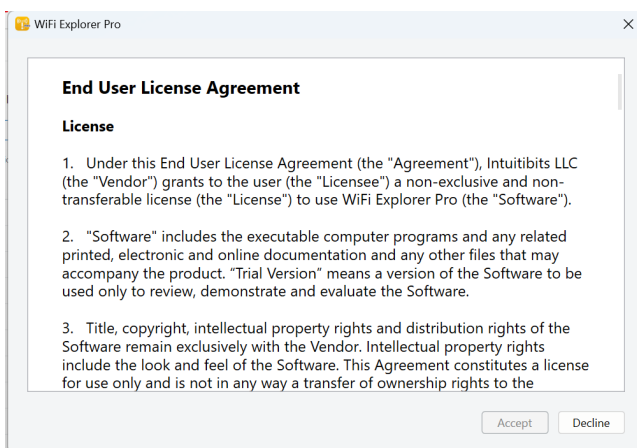 WiFi Explorer Pro
End User License Agreement
License
1. Under this End User License Agreement (the "Agreement"), Intuitibits LLC
(the "Vendor") grants to the user (the "Licensee") a non-exclusive and non-
transferable license (the "License") to use WiFi Explorer Pro (the "Software").
2. "Software" includes the executable computer programs and any related
printed, electronic and online documentation and any other files that may
accompany the product. “Trial Version” means a version of the Software to be
used only to review, demonstrate and evaluate the Software.
3. Title, copyright, intellectual property rights and distribution rights of the
Software remain exclusively with the Vendor. Intellectual property rights
include the look and feel of the Software. This Agreement constitutes a license
for use only and is not in any way a transfer of ownership rights to the
Accept Decline